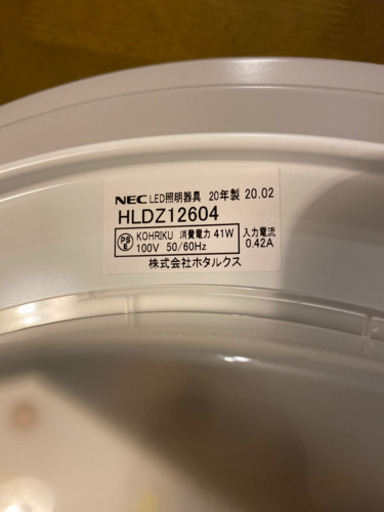 NEC LED照明器具 20年製 20.02
HLDZ12604
PS E KOHRIKU 消費電力 41W 入力電流
100V 50/60Hz 0.42A
株式会社ホタルクス